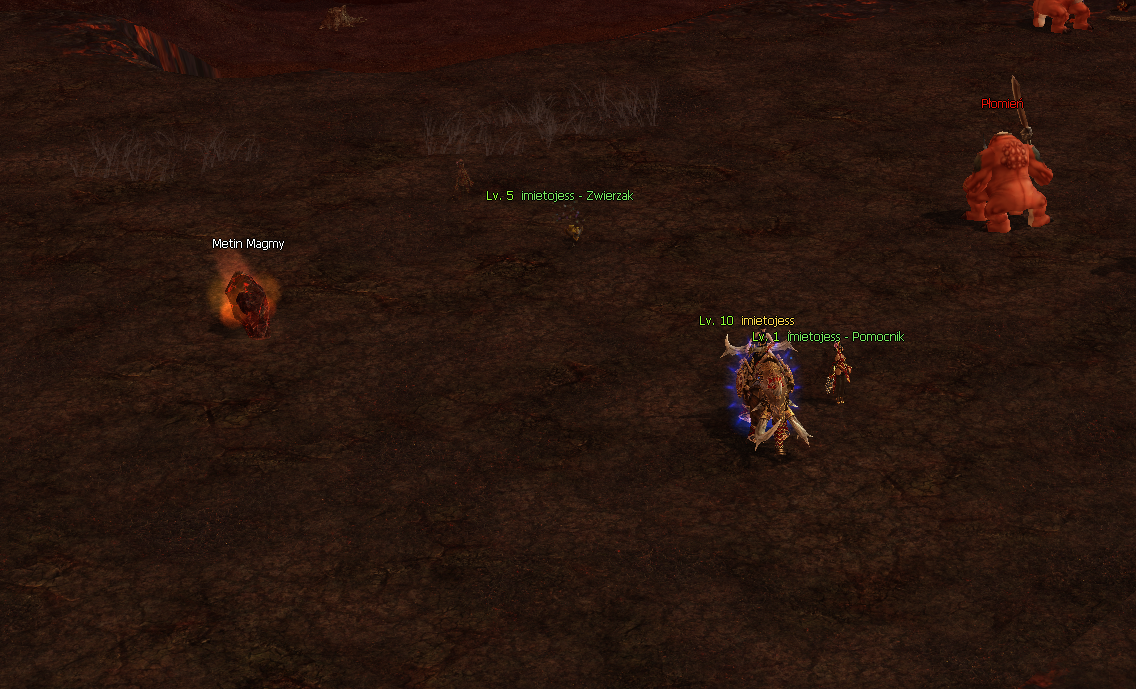 Płomień
Lv. 5 imietojess - Zwierzak
Metin Magmy
Lv. 10 imietojess
Lv. 1 imietojess - Pomocnik